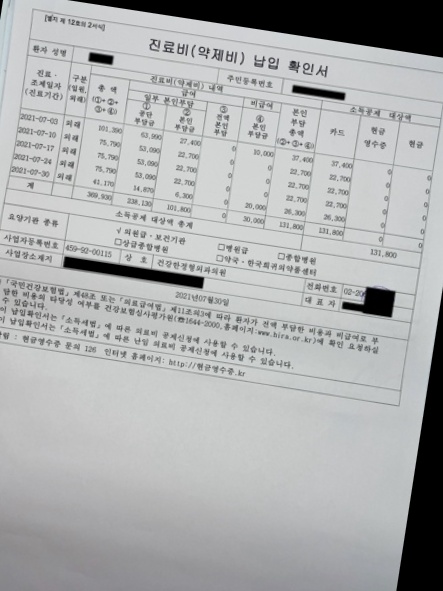 [별지 제12호의2서식]
진료비(약제비) 납입 확인서
환자 성명 주민등록번호
진료·조제일자(진료기간) 구분(입원,외래) 진료비(약제비) 내역 소득공제 대상액
총 액 (①+②+③+④) 급여 비급여 본인부담총액 (②+③+④) 카드 현금영수증 현금
일부 본인부담 ③ 전액본인부담 ④ 본인부담금
① 공단부담금 ② 본인부담금
2021-07-03 외래 101,390 63,990 27,400 0 10,000 37,400 37,400 0 0
2021-07-10 외래 75,790 53,090 22,700 0 0 22,700 22,700 0 0
2021-07-17 외래 75,790 53,090 22,700 0 0 22,700 22,700 0 0
2021-07-24 외래 75,790 53,090 22,700 0 0 22,700 22,700 0 0
2021-07-30 외래 41,170 14,870 6,300 0 20,000 26,300 26,300 0 0
계 369,930 238,130 101,800 0 30,000 131,800 131,800 0 0
소득공제 대상액 총계 131,800
요양기관 종류 √의원급·보건기관 □병원급 □종합병원
□상급종합병원 □약국·한국희귀의약품센터
사업자등록번호 459-92-00115 상 호 건강한정형외과의원 전화번호 02-20
사업장소재지 대 표 자
2021년07월30일
「국민건강보험법」제48조 또는 「의료급여법」제11조의3에 따라 환자가 전액 부담한 비용과 비급여로 부
담한 비용의 타당성 여부를 건강보험심사평가원(☎1644-2000,홈페이지:www.hira.or.kr)에 확인 요청하실
수 있습니다.
납입확인서는 「소득세법」에 따른 의료비 공제신청에 사용할 수 있습니다.
납입확인서는 「소득세법」에 따른 난임 의료비 공제신청에 사용할 수 있습니다.
: 현금영수증 문의 126 인터넷 홈페이지: http://현금영수증.kr